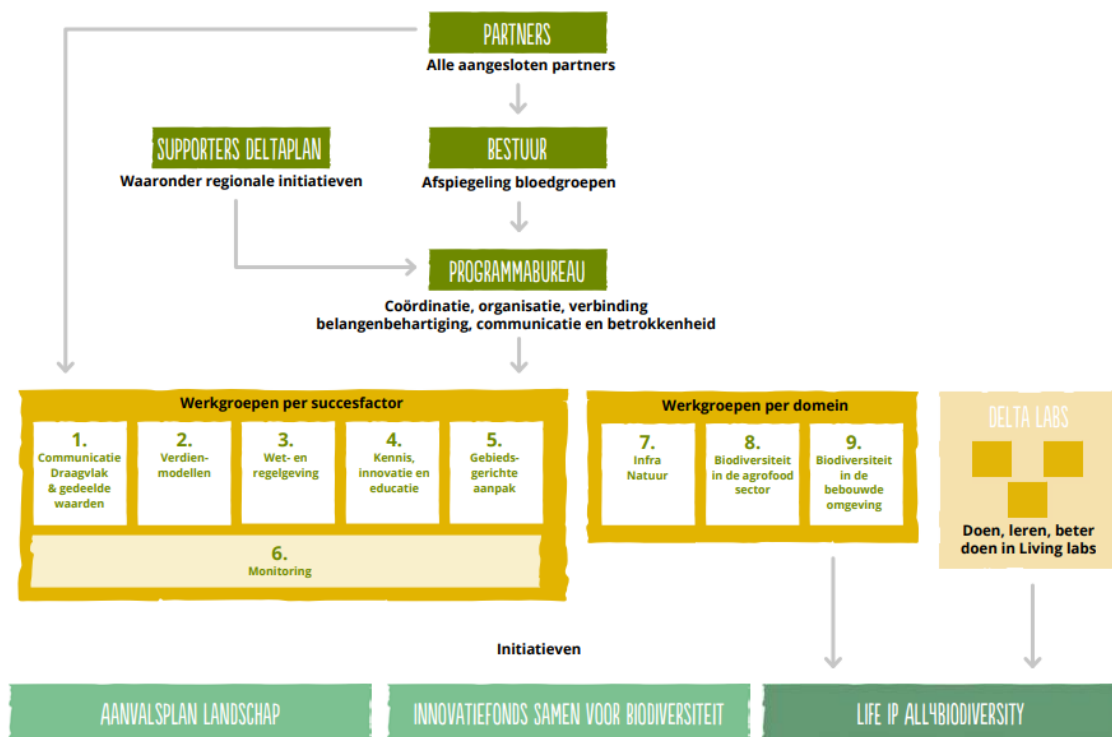 PARTNERS
Alle aangesloten partners
SUPPORTERS DELTAPLAN
Waaronder regionale initiatieven
BESTUUR
Afspiegeling bloedgroepen
PROGRAMMABUREAU
Coördinatie, organisatie, verbinding
belangenbehartiging, communicatie en betrokkenheid
Werkgroepen per succesfactor
1.
Communicatie
Draagvlak
& gedeelde
waarden
2.
Verdien-
modellen
3.
Wet- en
regelgeving
4.
Kennis,
innovatie en
educatie
5.
Gebieds-
gerichte
aanpak
6.
Monitoring
Werkgroepen per domein
7.
Infra
Natuur
8.
Biodiversiteit
in de agrofood
sector
9.
Biodiversiteit
in de
bebouwde
omgeving
DELTA LABS
Doen, leren, beter
doen in Living labs
Initiatieven
AANVALSPLAN LANDSCHAP
INNOVATIEFONDS SAMEN VOOR BIODIVERSITEIT
LIFE IP ALL4BIODIVERSITY